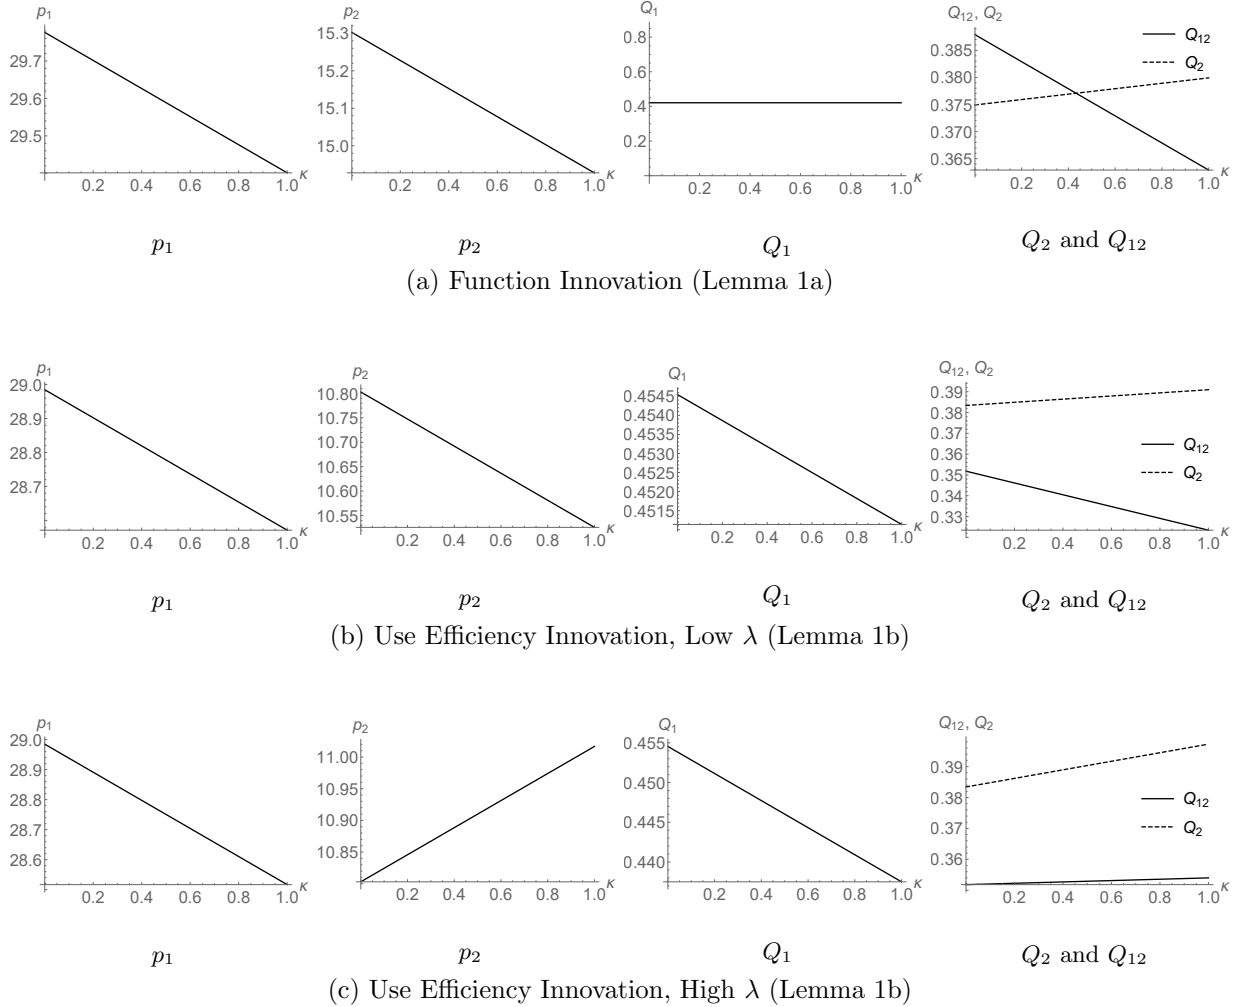 p₁
29.7
29.6
29.5
0.2 0.4 0.6 0.8 1.0 κ
p₁
p₂
15.3
15.2
15.1
15.0
0.2 0.4 0.6 0.8 1.0 κ
p₂
Q₁
0.8
0.6
0.4
0.2
0.2 0.4 0.6 0.8 1.0 κ
Q₁
Q₁₂, Q₂
0.385
0.380
0.375
0.370
0.365
0.2 0.4 0.6 0.8 1.0 κ
Q₁₂
Q₂
Q₂ and Q₁₂
(a) Function Innovation (Lemma 1a)
p₁
29.0
28.9
28.8
28.7
0.2 0.4 0.6 0.8 1.0 κ
p₁
p₂
10.80
10.75
10.70
10.65
10.60
10.55
0.2 0.4 0.6 0.8 1.0 κ
p₂
Q₁
0.4545
0.4540
0.4535
0.4530
0.4525
0.4520
0.4515
0.2 0.4 0.6 0.8 1.0 κ
Q₁
Q₁₂, Q₂
0.39
0.38
0.37
0.36
0.35
0.34
0.33
0.2 0.4 0.6 0.8 1.0 κ
Q₁₂
Q₂
Q₂ and Q₁₂
(b) Use Efficiency Innovation, Low λ (Lemma 1b)
p₁
29.0
28.9
28.8
28.7
28.6
0.2 0.4 0.6 0.8 1.0 κ
p₁
p₂
11.00
10.95
10.90
10.85
0.2 0.4 0.6 0.8 1.0 κ
p₂
Q₁
0.455
0.450
0.445
0.440
0.2 0.4 0.6 0.8 1.0 κ
Q₁
Q₁₂, Q₂
0.39
0.38
0.37
0.36
0.2 0.4 0.6 0.8 1.0 κ
Q₁₂
Q₂
Q₂ and Q₁₂
(c) Use Efficiency Innovation, High λ (Lemma 1b)